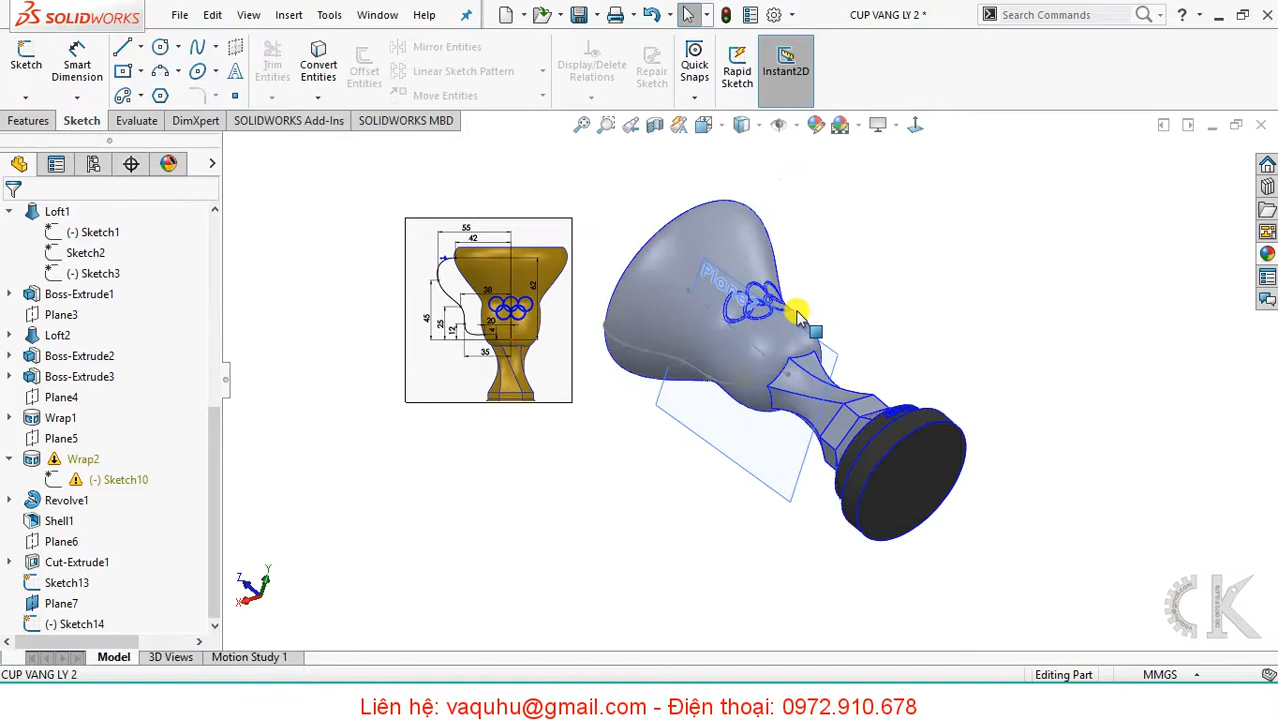 SOLIDWORKS File Edit View Insert Tools Window Help CUP VANG LY 2 * Search Commands ?
Sketch Smart Dimension Trim Entities Convert Entities Offset Entities Mirror Entities Linear Sketch Pattern Move Entities Display/Delete Relations Repair Sketch Quick Snaps Rapid Sketch Instant2D
Features Sketch Evaluate DimXpert SOLIDWORKS Add-Ins SOLIDWORKS MBD
Loft1
(-) Sketch1
Sketch2
(-) Sketch3
Boss-Extrude1
Plane3
Loft2
Boss-Extrude2
Boss-Extrude3
Plane4
Wrap1
Plane5
Wrap2
(-) Sketch10
Revolve1
Shell1
Plane6
Cut-Extrude1
Sketch13
Plane7
(-) Sketch14
55
42
38
62
45
25
12
20
4
35
Plane
Z Y X
CK
Model 3D Views Motion Study 1
CUP VANG LY 2 Editing Part MMGS
Liên hệ: vaquhu@gmail.com - Điện thoại: 0972.910.678